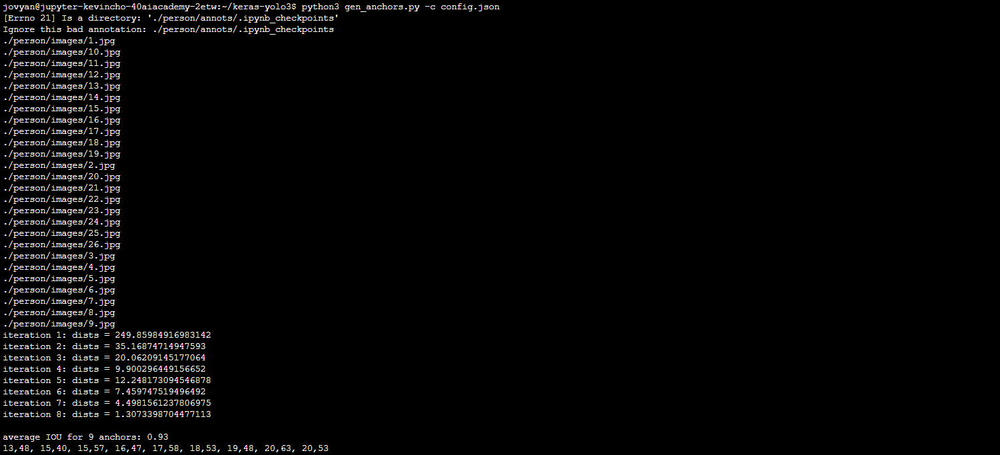 jovyan@jupyter-kevincho-40aiacademy-2etw:~/keras-yolo3$ python3 gen_anchors.py -c config.json
[Errno 21] Is a directory: './person/annots/.ipynb_checkpoints'
Ignore this bad annotation: ./person/annots/.ipynb_checkpoints
./person/images/1.jpg
./person/images/10.jpg
./person/images/11.jpg
./person/images/12.jpg
./person/images/13.jpg
./person/images/14.jpg
./person/images/15.jpg
./person/images/16.jpg
./person/images/17.jpg
./person/images/18.jpg
./person/images/19.jpg
./person/images/2.jpg
./person/images/20.jpg
./person/images/21.jpg
./person/images/22.jpg
./person/images/23.jpg
./person/images/24.jpg
./person/images/25.jpg
./person/images/26.jpg
./person/images/3.jpg
./person/images/4.jpg
./person/images/5.jpg
./person/images/6.jpg
./person/images/7.jpg
./person/images/8.jpg
./person/images/9.jpg
iteration 1: dists = 249.85984916983142
iteration 2: dists = 35.16874714947593
iteration 3: dists = 20.06209145177064
iteration 4: dists = 9.900296449156652
iteration 5: dists = 12.248173094546878
iteration 6: dists = 7.459747519496492
iteration 7: dists = 4.4981561237806975
iteration 8: dists = 1.3073398704477113
average IOU for 9 anchors: 0.93
13,48, 15,40, 15,57, 16,47, 17,58, 18,53, 19,48, 20,63, 20,53